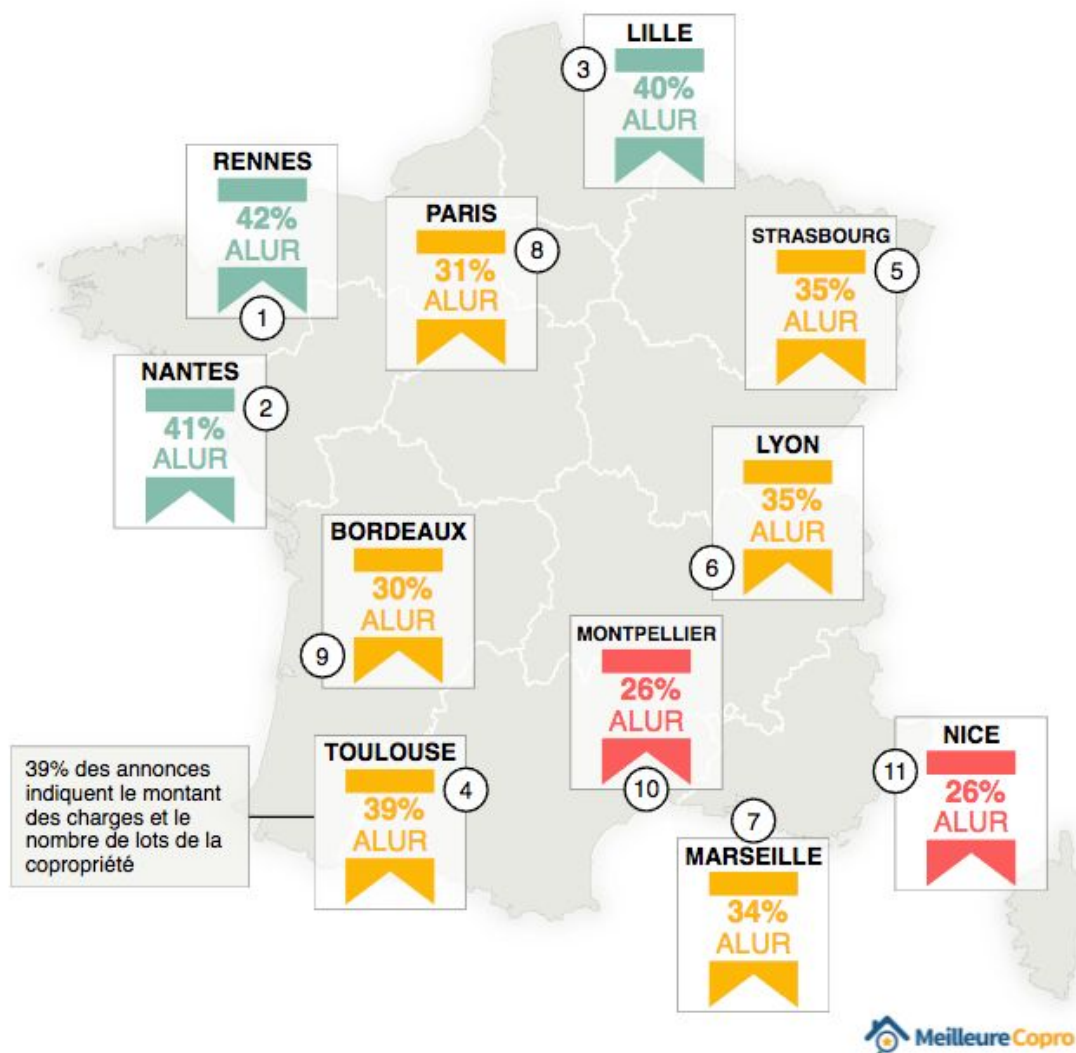 LILLE
3
40%
ALUR
RENNES
42%
ALUR
1
PARIS
8
31%
ALUR
STRASBOURG
5
35%
ALUR
NANTES
2
41%
ALUR
LYON
35%
ALUR
6
BORDEAUX
30%
ALUR
9
MONTPELLIER
26%
ALUR
10
NICE
11
26%
ALUR
TOULOUSE
4
39%
ALUR
39% des annonces
indiquent le montant
des charges et le
nombre de lots de la
copropriété
7
MARSEILLE
34%
ALUR
MeilleureCopro